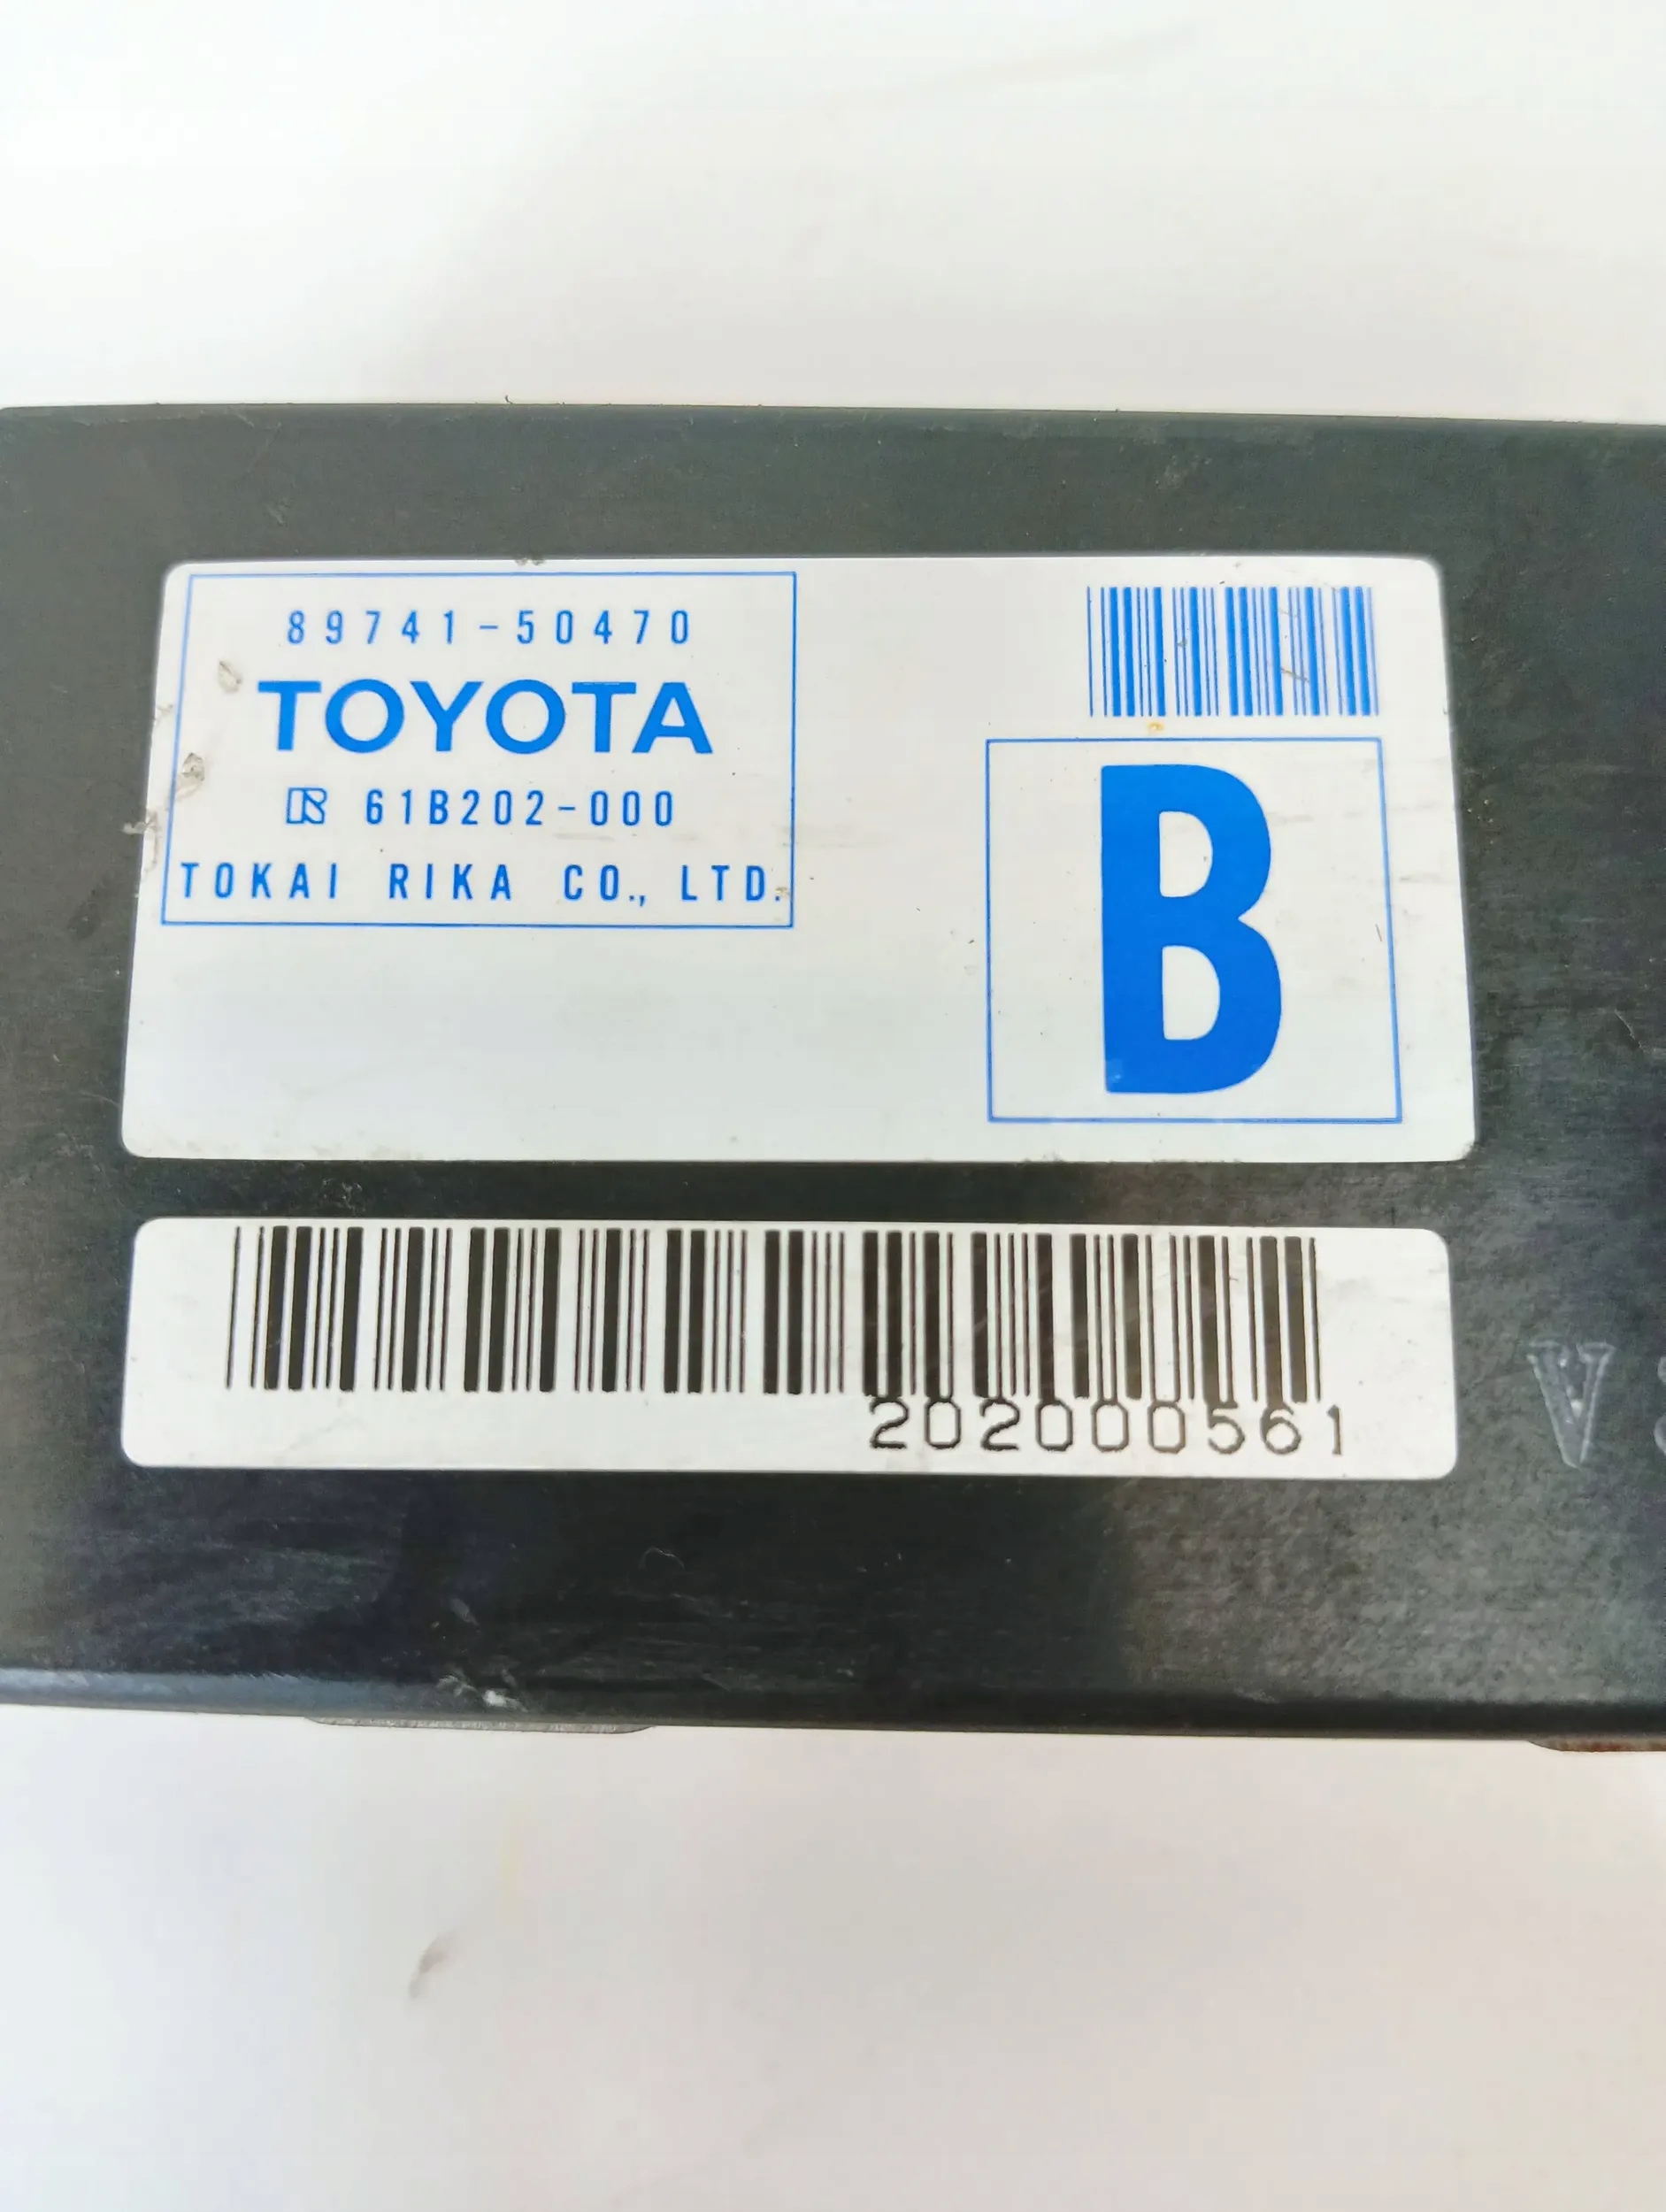 89741-50470
TOYOTA
61B202-000
TOKAI RIKA CO., LTD.
B
202000561